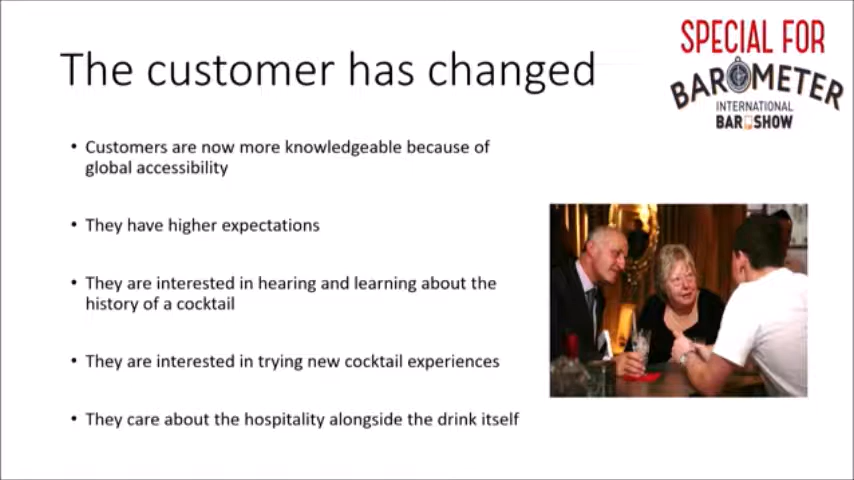 The customer has changed
SPECIAL FOR
BAROMETER
INTERNATIONAL
BAR SHOW
• Customers are now more knowledgeable because of
global accessibility
• They have higher expectations
• They are interested in hearing and learning about the
history of a cocktail
• They are interested in trying new cocktail experiences
• They care about the hospitality alongside the drink itself